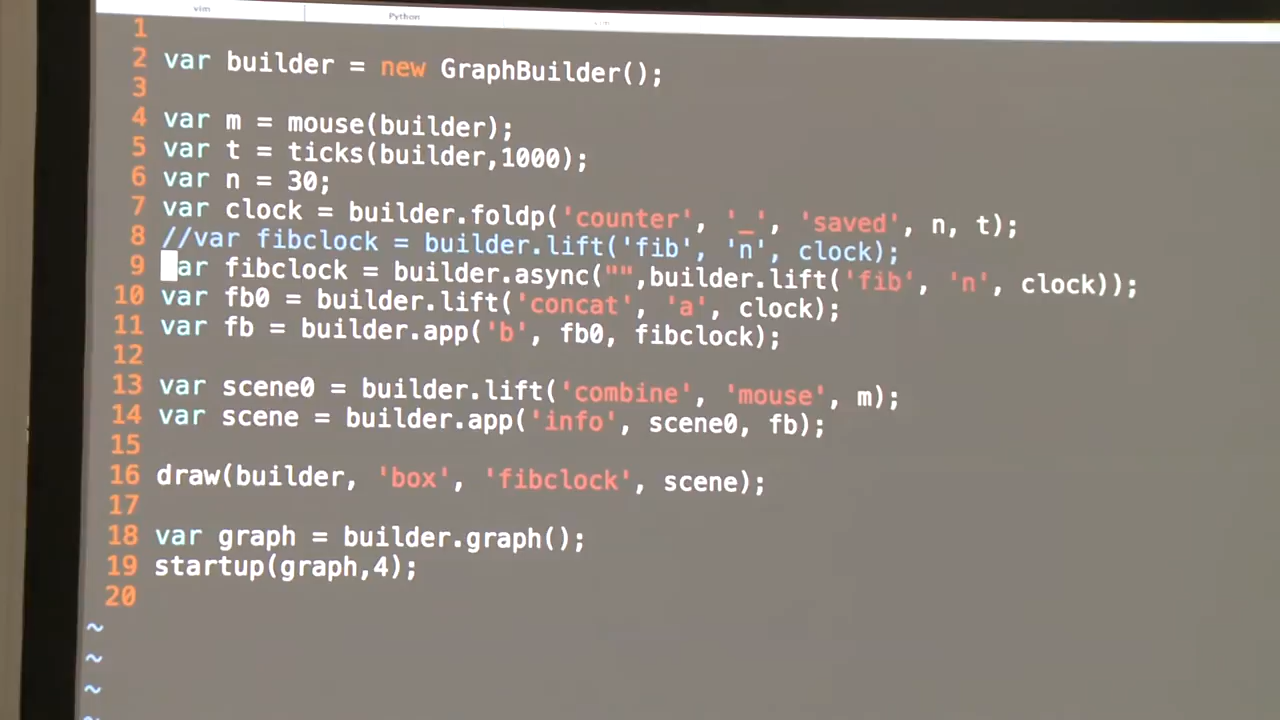 vim Python vim
1
2 var builder = new GraphBuilder();
3
4 var m = mouse(builder);
5 var t = ticks(builder,1000);
6 var n = 30;
7 var clock = builder.foldp('counter', '_', 'saved', n, t);
8 //var fibclock = builder.lift('fib', 'n', clock);
9 ar fibclock = builder.async("",builder.lift('fib', 'n', clock));
10 var fb0 = builder.lift('concat', 'a', clock);
11 var fb = builder.app('b', fb0, fibclock);
12
13 var scene0 = builder.lift('combine', 'mouse', m);
14 var scene = builder.app('info', scene0, fb);
15
16 draw(builder, 'box', 'fibclock', scene);
17
18 var graph = builder.graph();
19 startup(graph,4);
20
~
~
~
~